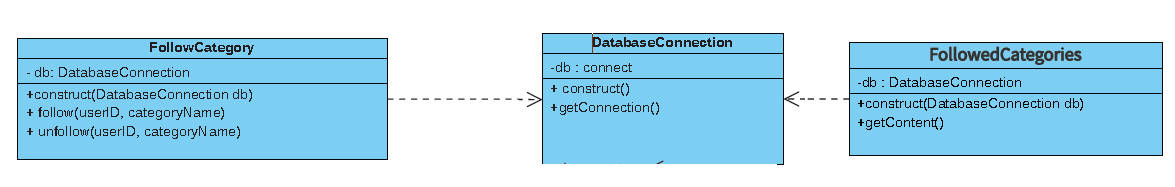 FollowCategory
- db: DatabaseConnection
+construct(DatabaseConnection db)
+ follow(userID, categoryName)
+ unfollow(userID, categoryName)
DatabaseConnection
-db : connect
+ construct()
+getConnection()
FollowedCategories
-db : DatabaseConnection
+construct(DatabaseConnection db)
+getContent()